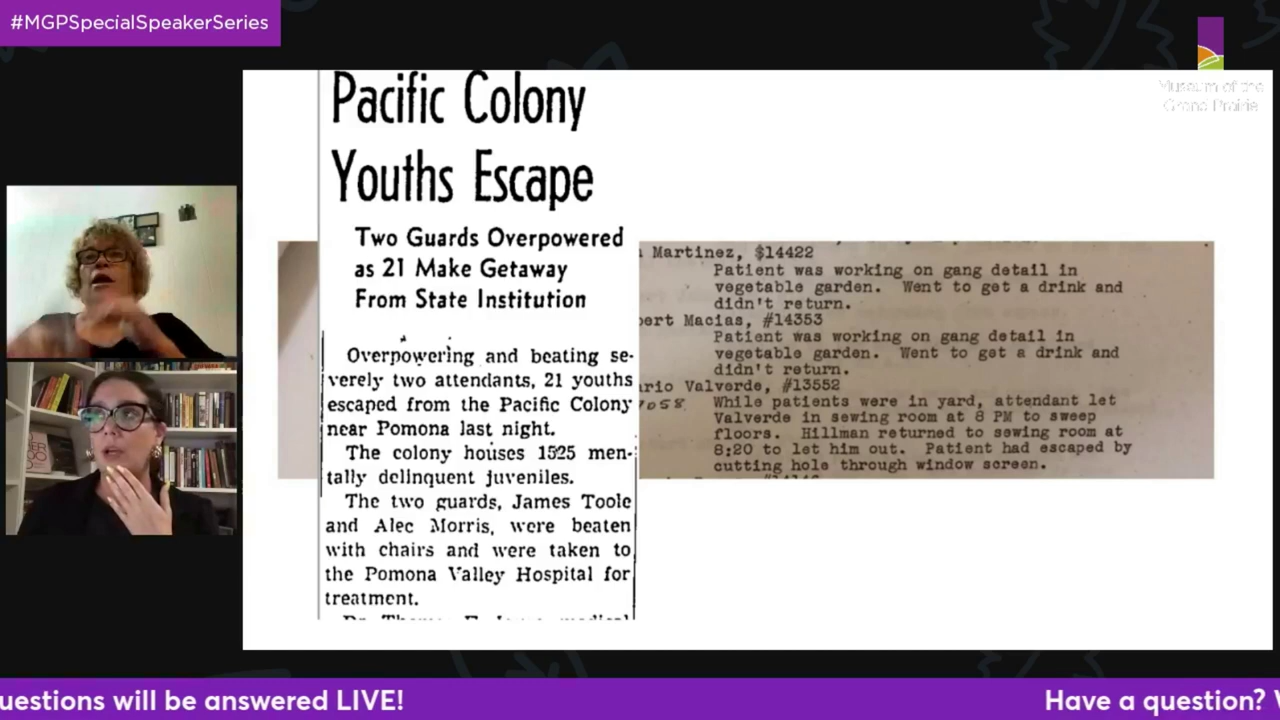 #MGPSpecialSpeakerSeries
Museum of the
Grand Prairie
Pacific Colony
Youths Escape
Two Guards Overpowered
as 21 Make Getaway
From State Institution
Overpowering and beating se-
verely two attendants, 21 youths
escaped from the Pacific Colony
near Pomona last night.
The colony houses 1525 men-
tally delinquent juveniles.
The two guards, James Toole
and Alec Morris, were beaten
with chairs and were taken to
the Pomona Valley Hospital for
treatment.
Martinez, $14422
Patient was working on gang detail in
vegetable garden. Went to get a drink and
didn't return.
bert Macias, #14353
Patient was working on gang detail in
vegetable garden. Went to get a drink and
didn't return.
rio Valverde, #13552
While patients were in yard, attendant let
Valverde in sewing room at 8 PM to sweep
floors. Hillman returned to sewing room at
8:20 to let him out. Patient had escaped by
cutting hole through window screen.
uestions will be answered LIVE!
Have a question?